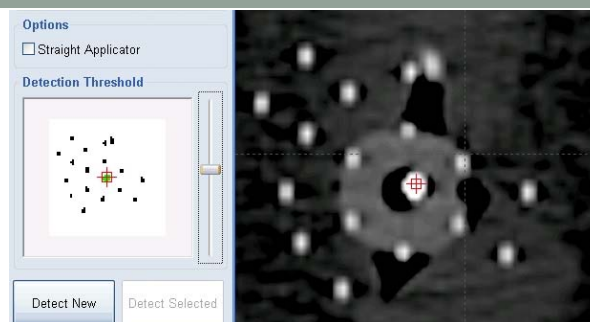 Options
Straight Applicator
Detection Threshold
Detect New
Detect Selected